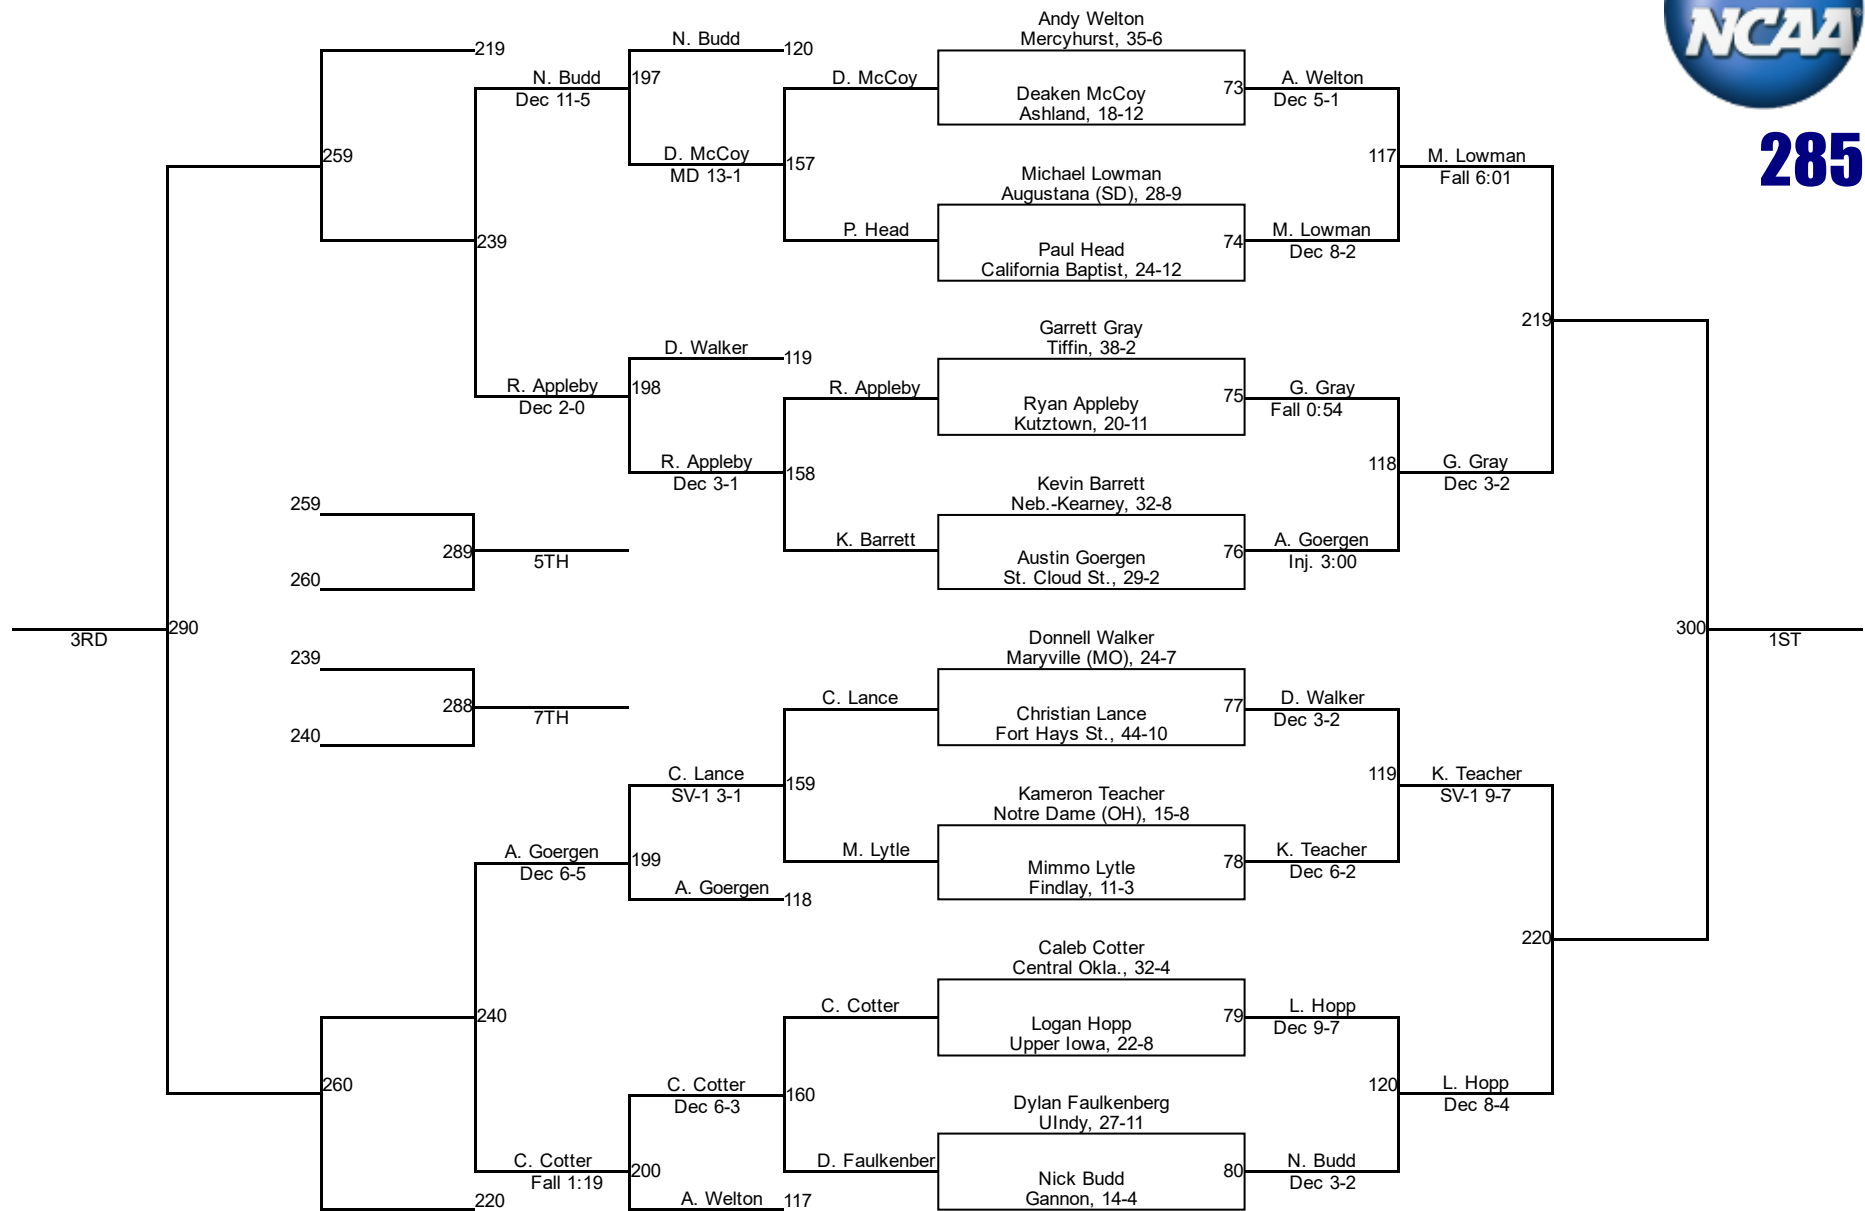 Andy Welton
NCAA
219
N. Budd
120
Mercyhurst, 35-6
N. Budd
197
D. McCoy
73
A. Welton
Dec 11-5
Deaken McCoy
Dec 5-1
Ashland, 18-12
285
259
D. McCoy
157
117
M. Lowman
MD 13-1
Michael Lowman
Fall 6:01
Augustana (SD), 28-9
239
P. Head
74
M. Lowman
Paul Head
Dec 8-2
California Baptist, 24-12
Garrett Gray
219
D. Walker
119
Tiffin, 38-2
R. Appleby
198
R. Appleby
75
G. Gray
Dec 2-0
Ryan Appleby
Fall 0:54
Kutztown, 20-11
R. Appleby
158
118
G. Gray
Dec 3-1
Kevin Barrett
Dec 3-2
259
Neb.-Kearney, 32-8
289
5TH
K. Barrett
76
A. Goergen
Austin Goergen
Inj. 3:00
260
St. Cloud St., 29-2
3RD
290
Donnell Walker
300
1ST
239
Maryville (MO), 24-7
288
7TH
C. Lance
77
D. Walker
Christian Lance
Dec 3-2
240
Fort Hays St., 44-10
C. Lance
159
119
K. Teacher
SV-1 3-1
Kameron Teacher
SV-1 9-7
Notre Dame (OH), 15-8
A. Goergen
199
M. Lytle
78
K. Teacher
Dec 6-5
Mimmo Lytle
Dec 6-2
A. Goergen
118
Findlay, 11-3
Caleb Cotter
220
Central Okla., 32-4
240
C. Cotter
79
L. Hopp
Logan Hopp
Dec 9-7
Upper Iowa, 22-8
260
C. Cotter
160
120
L. Hopp
Dec 6-3
Dylan Faulkenberg
Dec 8-4
UIndy, 27-11
C. Cotter
200
D. Faulkenber
80
N. Budd
Fall 1:19
Nick Budd
Dec 3-2
220
A. Welton
117
Gannon, 14-4